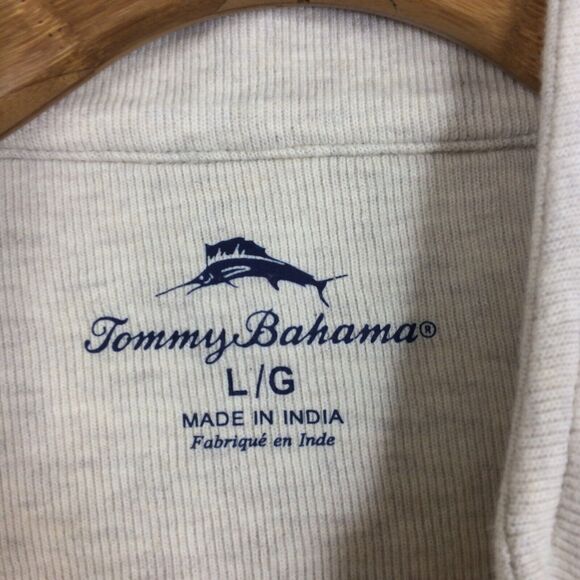 Tommy Bahama®
L/G
MADE IN INDIA
Fabriqué en Inde